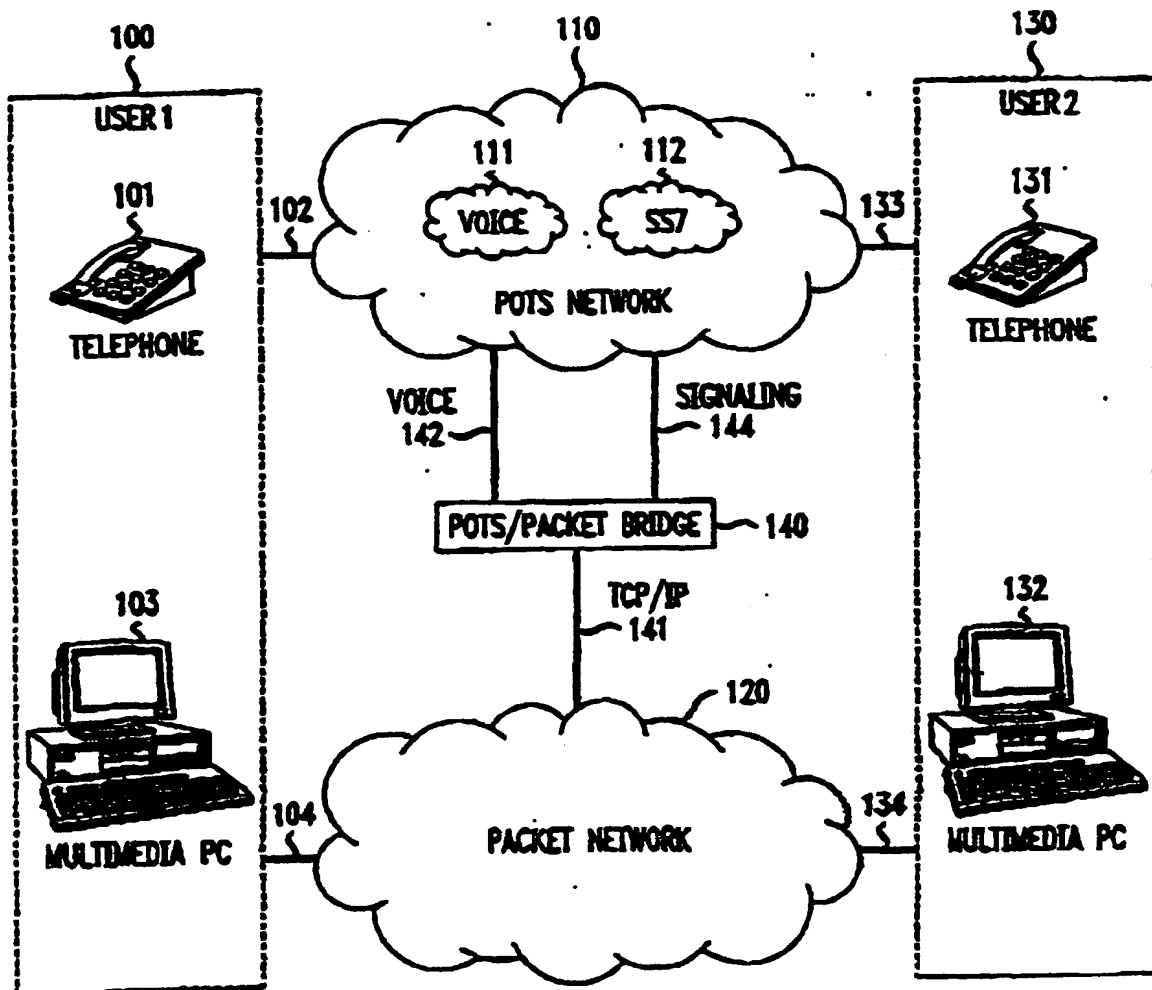 100
130
110
USER 1
USER 2
111
112
101
131
102
VOICE
SS7
133
TELEPHONE
POTS NETWORK
TELEPHONE
VOICE
142
SIGNALING
144
POTS/PACKET BRIDGE
140
TCP/IP
141
103
132
120
104
134
PACKET NETWORK
MULTIMEDIA PC
MULTIMEDIA PC